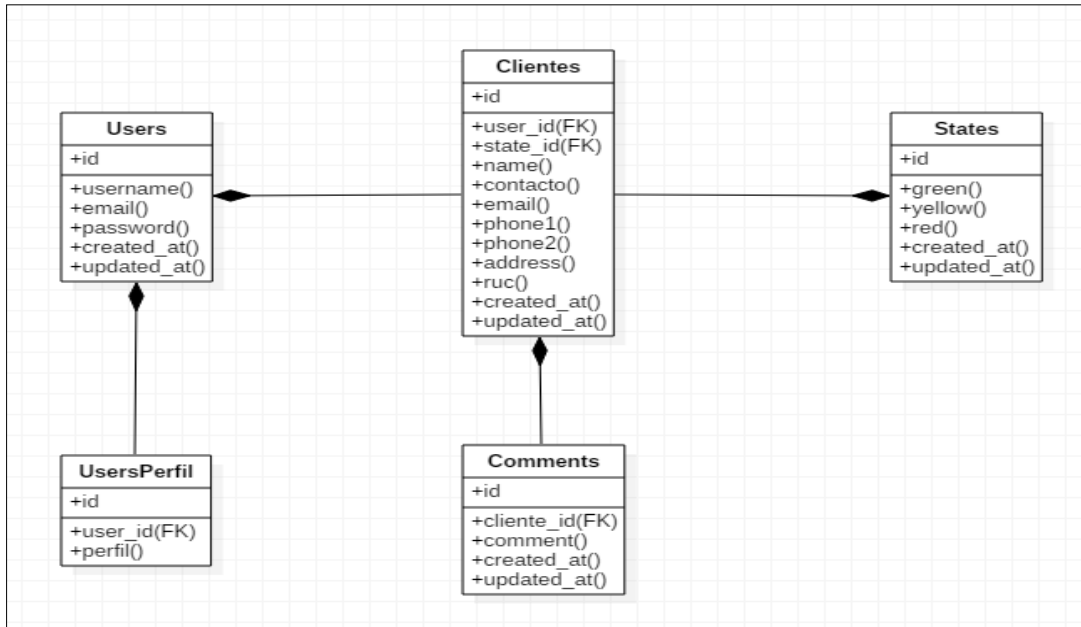 Users
+id
+username()
+email()
+password()
+created_at()
+updated_at()
UsersPerfil
+id
+user_id(FK)
+perfil()
Clientes
+id
+user_id(FK)
+state_id(FK)
+name()
+contacto()
+email()
+phone1()
+phone2()
+address()
+ruc()
+created_at()
+updated_at()
Comments
+id
+cliente_id(FK)
+comment()
+created_at()
+updated_at()
States
+id
+green()
+yellow()
+red()
+created_at()
+updated_at()